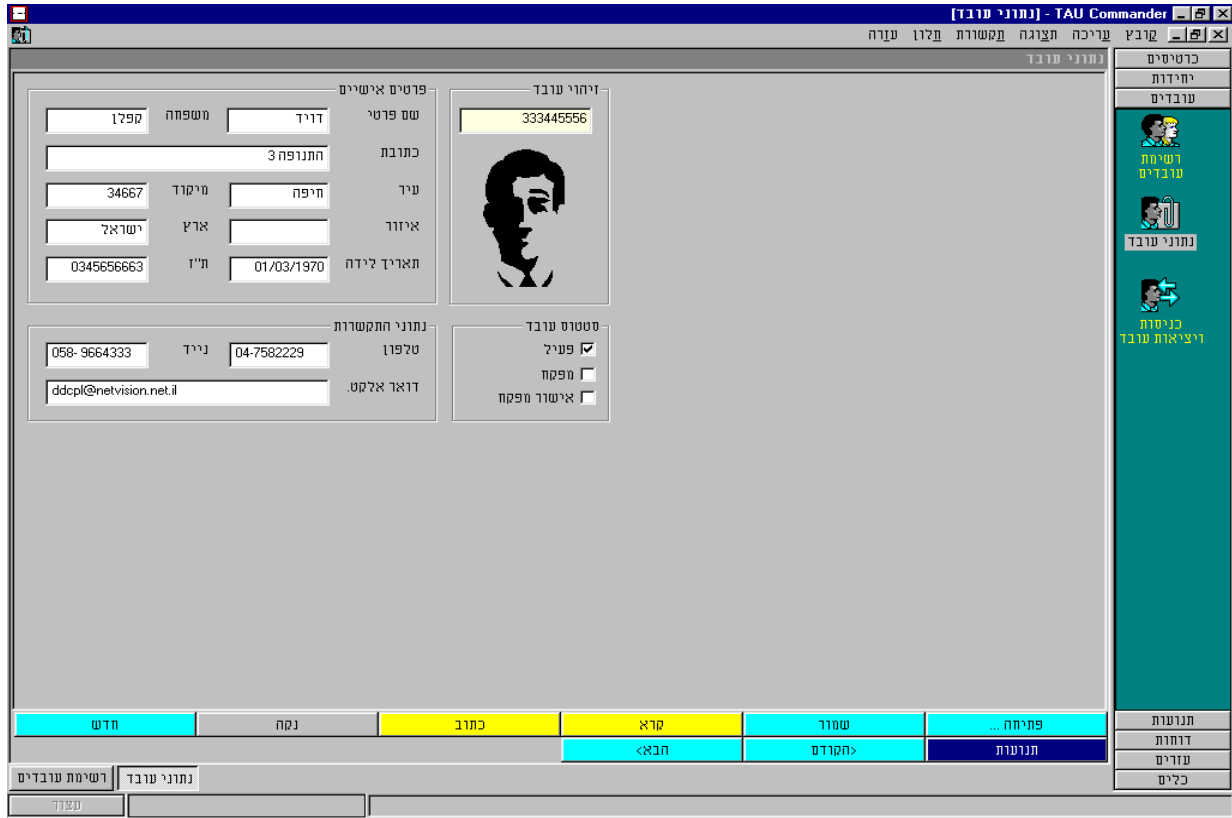 TAU Commander - [נתוני עובד]
קובץ עריכה תצוגה תקשורת חלון עזרה
נתוני עובד
כרטיסים
יחידות
עובדים
רשימת
עובדים
נתוני עובד
כניסות
ויציאות עובד
תנועות
דוחות
עזרים
כלים
זיהוי עובד
333445556
פרטים אישיים
שם פרטי דויד משפחה קפלן
כתובת התנופה 3
עיר חיפה מיקוד 34667
איזור ארץ ישראל
תאריך לידה 01/03/1970 ת"ז 0345656663
סטטוס עובד
פעיל
מפקח
אישור מפקח
נתוני התקשרות
טלפון 04-7582229 נייד 058- 9664333
דואר אלקט. ddcpl@netvision.net.il
פתיחה ... שמור קרא כתוב נקה חדש
תנועות <הקודם הבא>
נתוני עובד רשימת עובדים
עצור